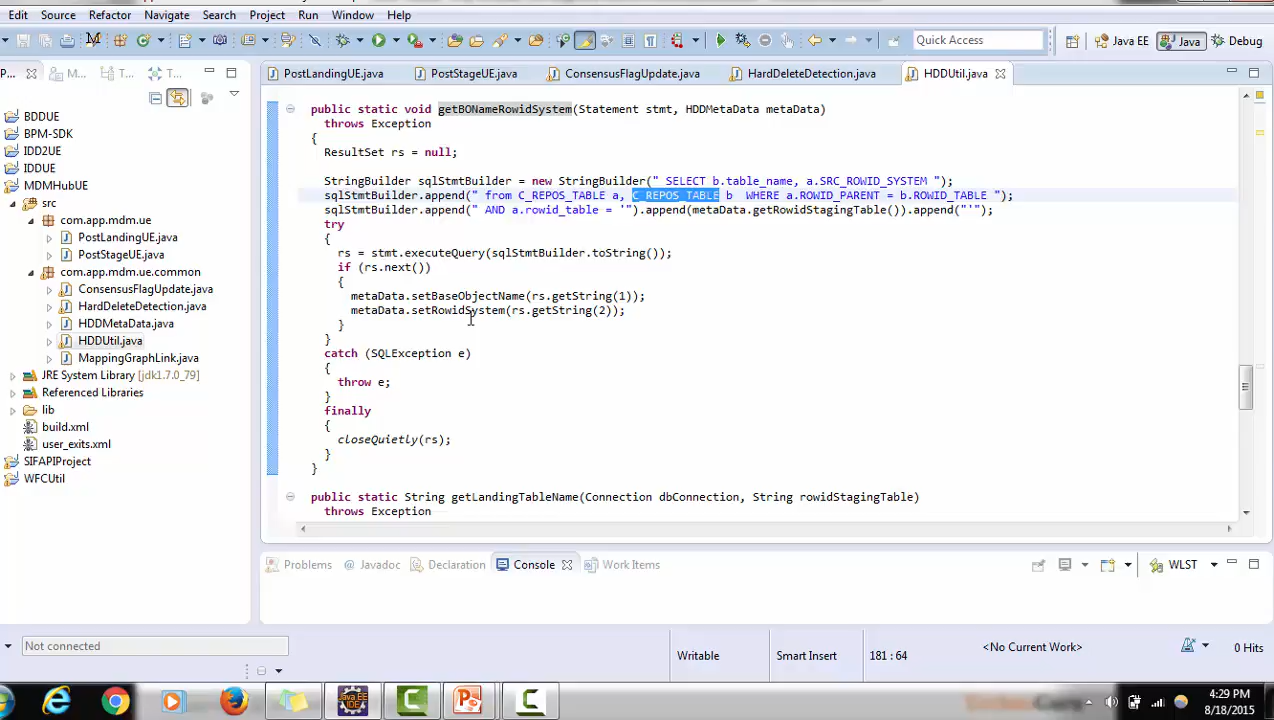 Edit Source Refactor Navigate Search Project Run Window Help
Quick Access
Java EE
Java
Debug
P...
M...
T...
T...
PostLandingUE.java
PostStageUE.java
ConsensusFlagUpdate.java
HardDeleteDetection.java
HDDUtil.java
BDDUE
BPM-SDK
IDD2UE
IDDUE
MDMHubUE
src
com.app.mdm.ue
PostLandingUE.java
PostStageUE.java
com.app.mdm.ue.common
ConsensusFlagUpdate.java
HardDeleteDetection.java
HDDMetaData.java
HDDUtil.java
MappingGraphLink.java
JRE System Library [jdk1.7.0_79]
Referenced Libraries
lib
build.xml
user_exits.xml
SIFAPIProject
WFCUtil
public static void getBONameRowidSystem(Statement stmt, HDDMetaData metaData)
throws Exception
{
ResultSet rs = null;
StringBuilder sqlStmtBuilder = new StringBuilder(" SELECT b.table_name, a.SRC_ROWID_SYSTEM ");
sqlStmtBuilder.append(" from C_REPOS_TABLE a, C_REPOS_TABLE b  WHERE a.ROWID_PARENT = b.ROWID_TABLE ");
sqlStmtBuilder.append(" AND a.rowid_table = '").append(metaData.getRowidStagingTable()).append("'");
try
{
rs = stmt.executeQuery(sqlStmtBuilder.toString());
if (rs.next())
{
metaData.setBaseObjectName(rs.getString(1));
metaData.setRowidSystem(rs.getString(2));
}
}
catch (SQLException e)
{
throw e;
}
finally
{
closeQuietly(rs);
}
}
public static String getLandingTableName(Connection dbConnection, String rowidStagingTable)
throws Exception
Problems
Javadoc
Declaration
Console
Work Items
WLST
Not connected
Writable
Smart Insert
181 : 64
<No Current Work>
0 Hits
4:29 PM
8/18/2015